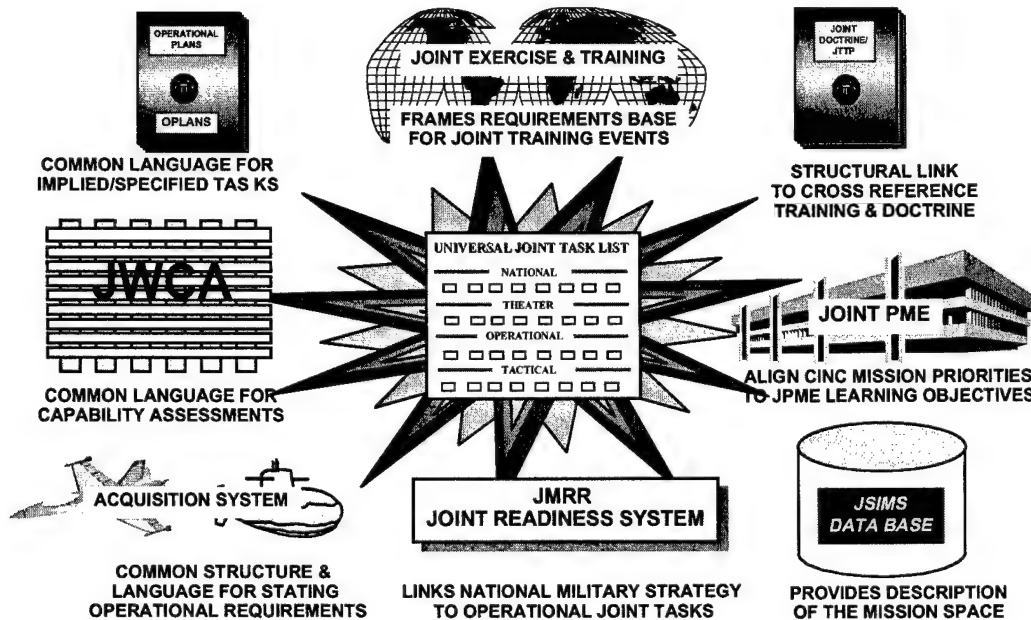 OPERATIONAL
PLANS
OPLANS
COMMON LANGUAGE FOR
IMPLIED/SPECIFIED TAS KS
JOINT EXERCISE & TRAINING
FRAMES REQUIREMENTS BASE
FOR JOINT TRAINING EVENTS
JOINT
DOCTRINE/
JTTP
STRUCTURAL LINK
TO CROSS REFERENCE
TRAINING & DOCTRINE
JWCA
COMMON LANGUAGE FOR
CAPABILITY ASSESSMENTS
UNIVERSAL JOINT TASK LIST
NATIONAL
THEATER
OPERATIONAL
TACTICAL
JOINT PME
ALIGN CINC MISSION PRIORITIES
TO JPME LEARNING OBJECTIVES
ACQUISITION SYSTEM
COMMON STRUCTURE &
LANGUAGE FOR STATING
OPERATIONAL REQUIREMENTS
JMRR
JOINT READINESS SYSTEM
LINKS NATIONAL MILITARY STRATEGY
TO OPERATIONAL JOINT TASKS
JSIMS
DATA BASE
PROVIDES DESCRIPTION
OF THE MISSION SPACE